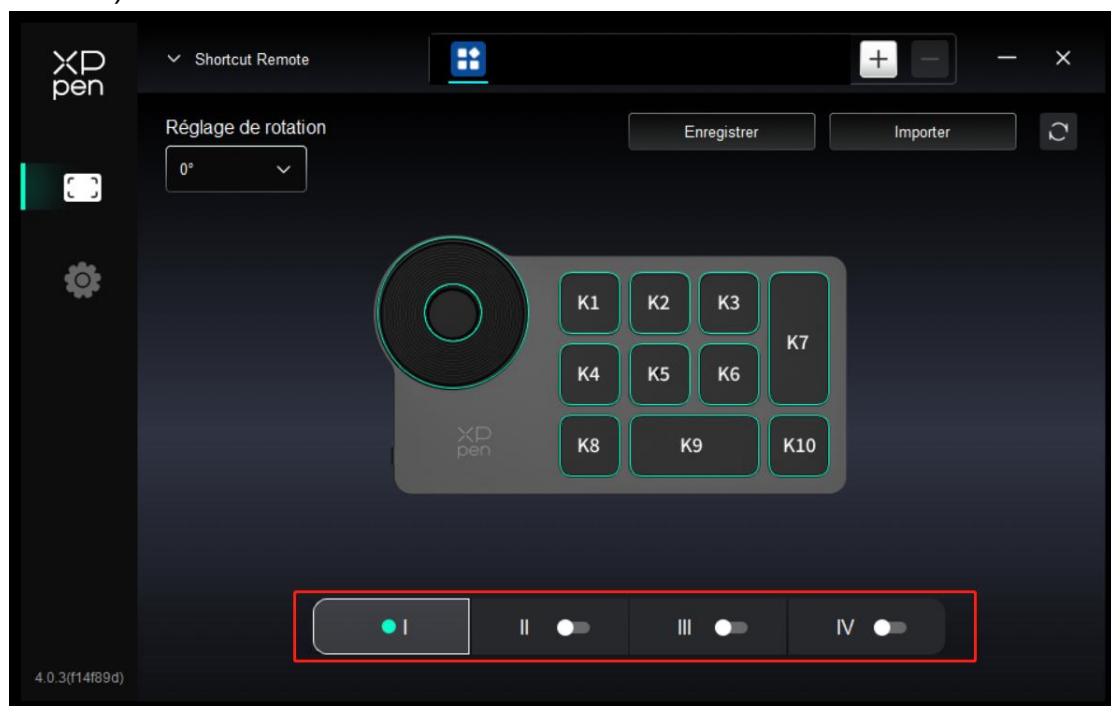 )
XP
pen
Shortcut Remote
Réglage de rotation
Enregistrer
Importer
0°
K1 K2 K3
K7
K4 K5 K6
XP
pen
K8 K9 K10
I II III IV
4.0.3(f14f89d)